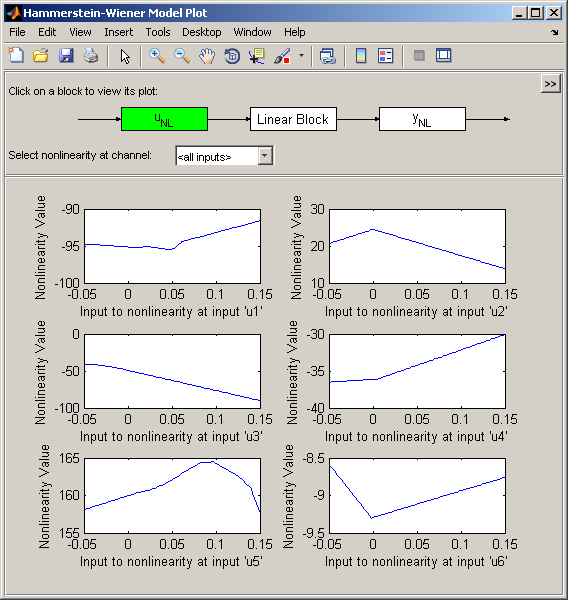 Hammerstein-Wiener Model Plot
File Edit View Insert Tools Desktop Window Help
>>
Click on a block to view its plot:
uNL Linear Block yNL
Select nonlinearity at channel: <all inputs>
Nonlinearity Value
-90
-95
-100
-0.05 0 0.05 0.1 0.15
Input to nonlinearity at input 'u1'
Nonlinearity Value
30
20
10
-0.05 0 0.05 0.1 0.15
Input to nonlinearity at input 'u2'
Nonlinearity Value
0
-50
-100
-0.05 0 0.05 0.1 0.15
Input to nonlinearity at input 'u3'
Nonlinearity Value
-30
-35
-40
-0.05 0 0.05 0.1 0.15
Input to nonlinearity at input 'u4'
Nonlinearity Value
165
160
155
-0.05 0 0.05 0.1 0.15
Input to nonlinearity at input 'u5'
Nonlinearity Value
-8.5
-9
-9.5
-0.05 0 0.05 0.1 0.15
Input to nonlinearity at input 'u6'